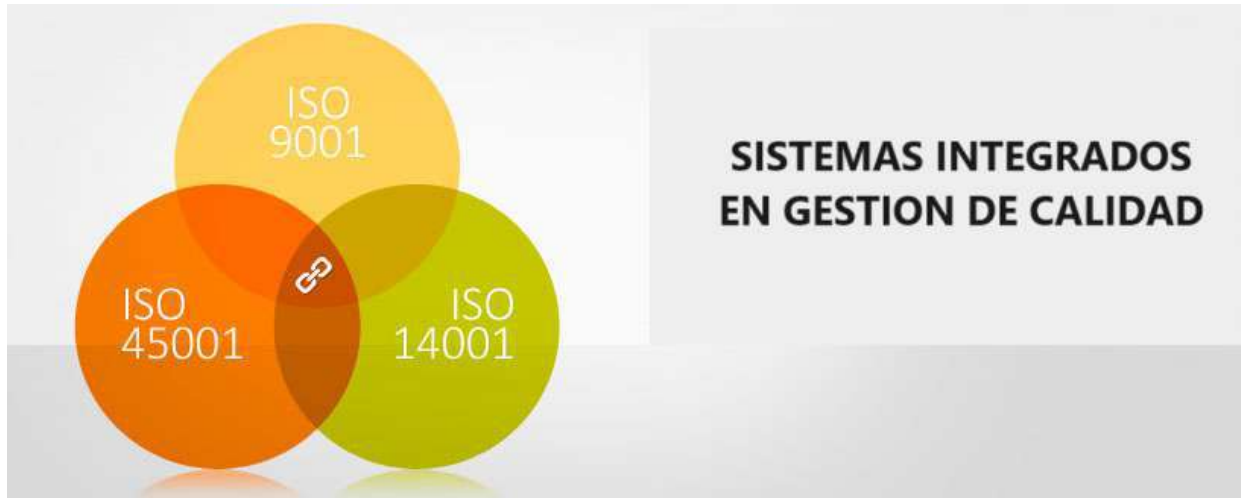 ISO
9001
ISO
45001
ISO
14001
SISTEMAS INTEGRADOS
EN GESTION DE CALIDAD